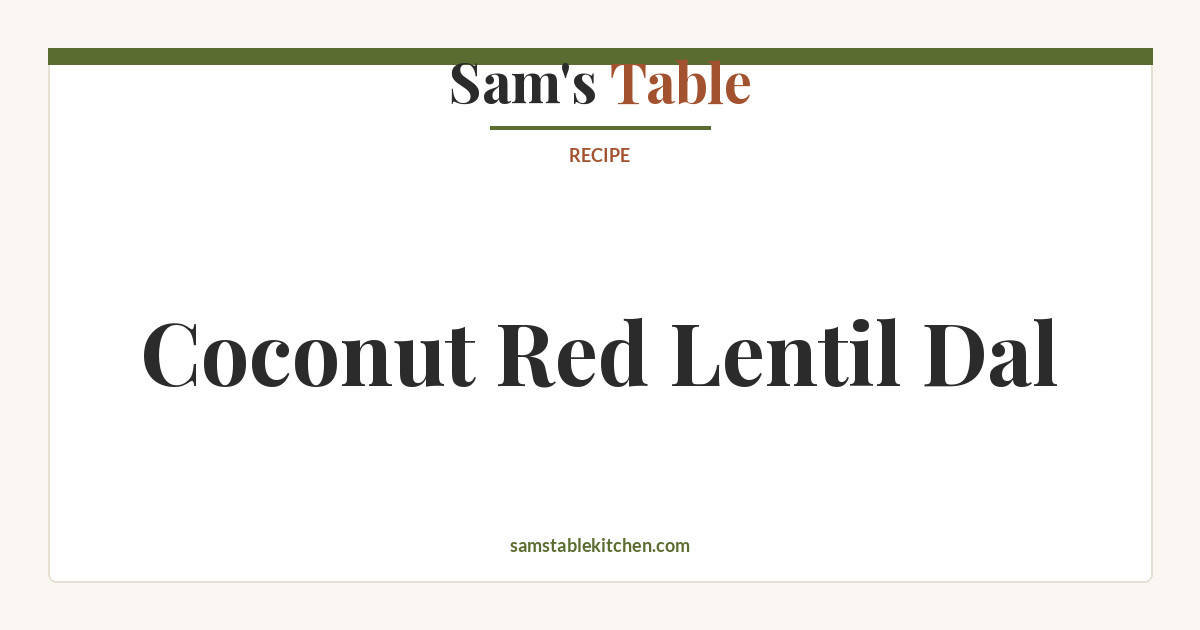 Sam's Table
RECIPE
Coconut Red Lentil Dal
samstablekitchen.com